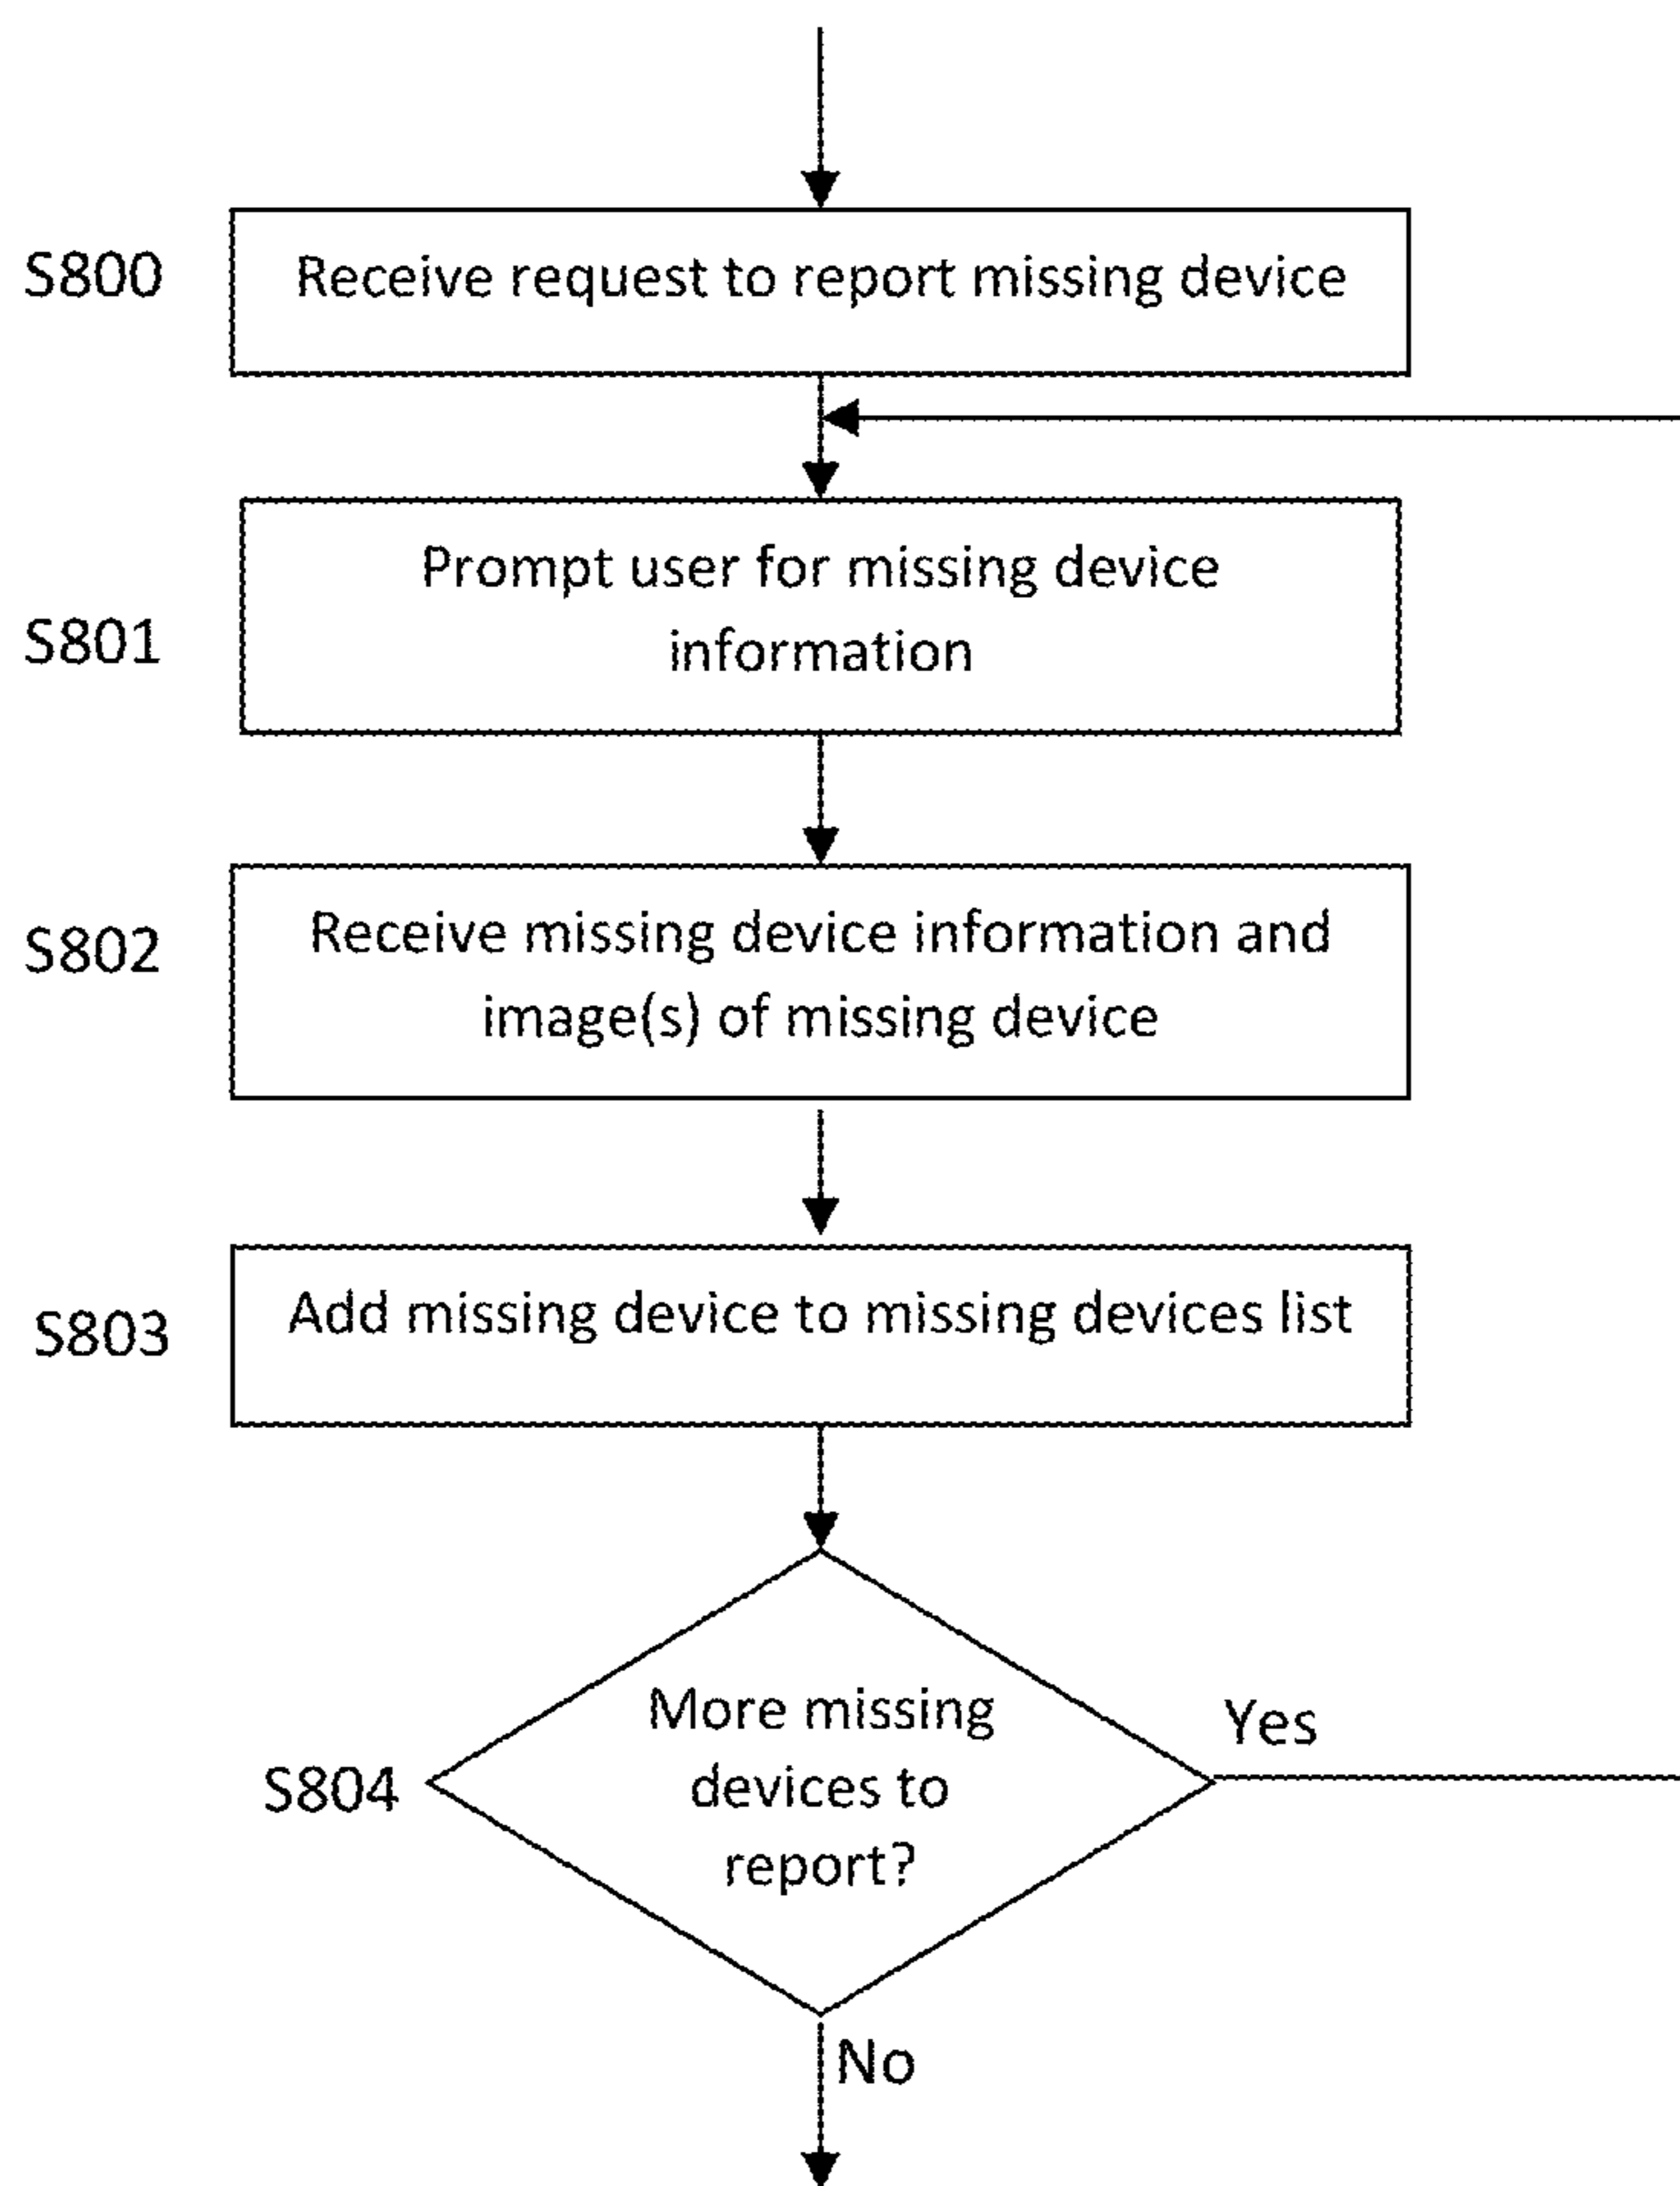 S800
Receive request to report missing device
S801
Prompt user for missing device
information
S802
Receive missing device information and
image(s) of missing device
S803
Add missing device to missing devices list
S804
More missing
devices to
report?
Yes
No